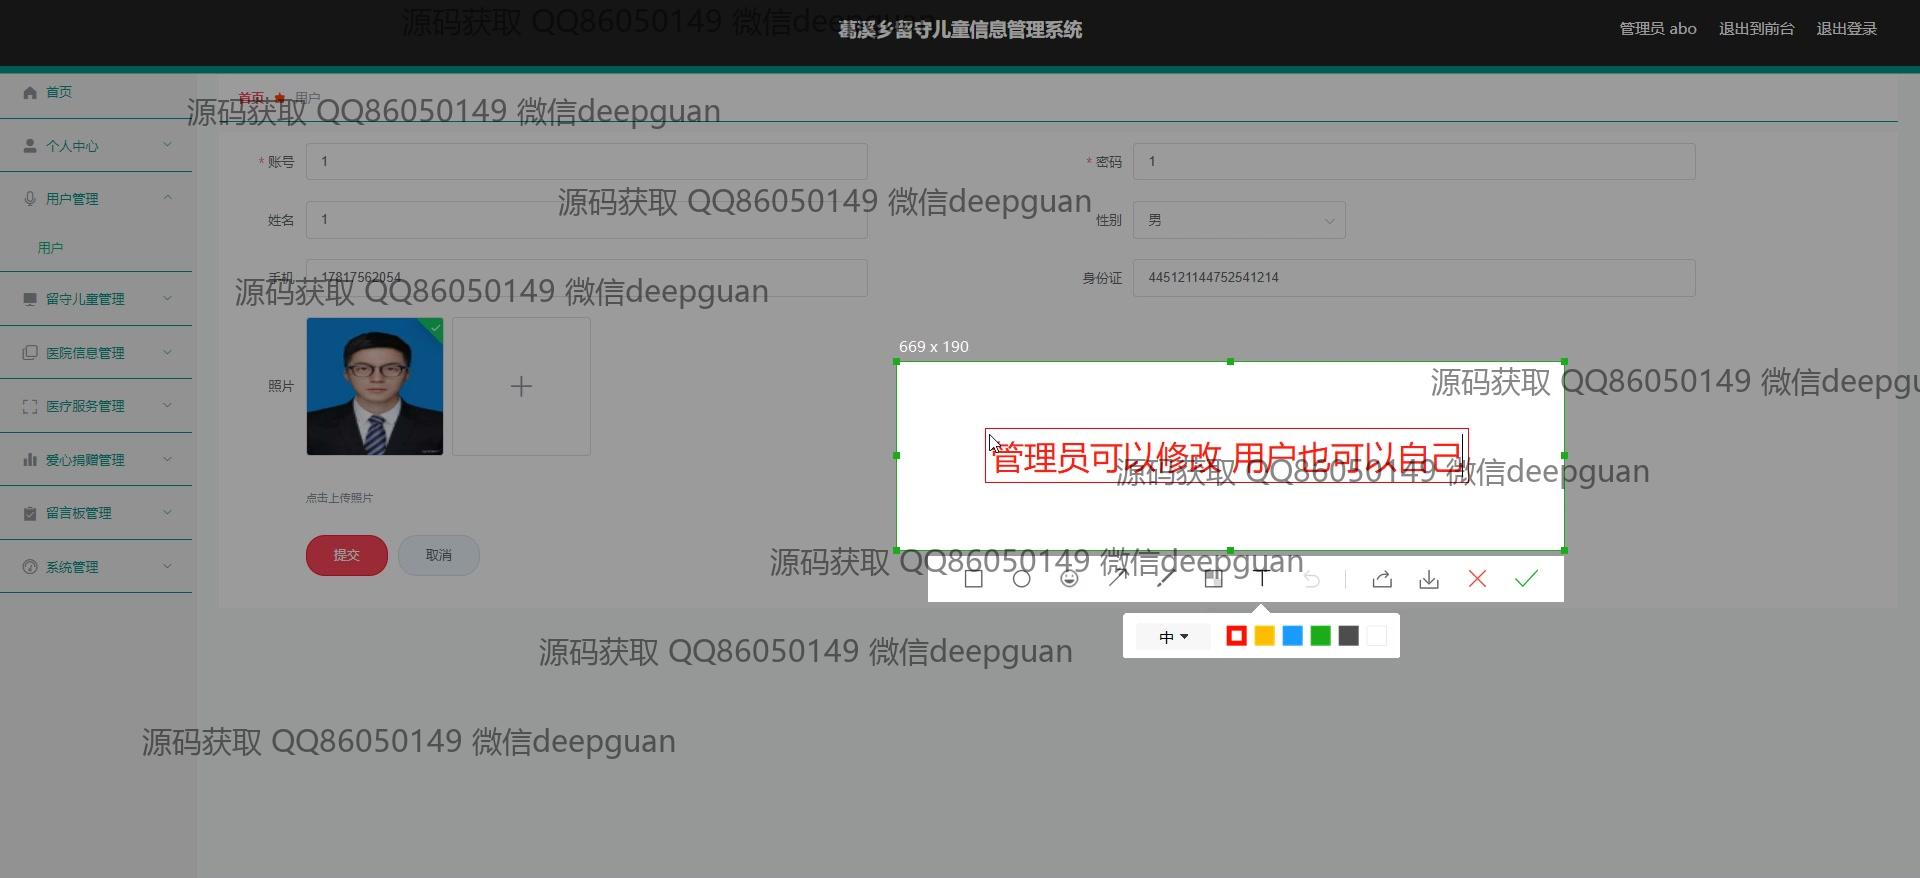 源码获取 QQ86050149 微信deepguan
葛溪乡留守儿童信息管理系统
管理员 abo
退出到前台
退出登录
首页
首页 用户
源码获取 QQ86050149 微信deepguan
个人中心
* 账号 1
* 密码 1
用户管理
源码获取 QQ86050149 微信deepguan
姓名 1
性别 男
用户
手机 17817562054
身份证 445121144752541214
源码获取 QQ86050149 微信deepguan
留守儿童管理
669 x 190
医院信息管理
照片
源码获取 QQ86050149 微信deepgu
医疗服务管理
管理员可以修改 用户也可以自己
爱心捐赠管理
源码获取 QQ86050149 微信deepguan
点击上传照片
留言板管理
提交
取消
系统管理
源码获取 QQ86050149 微信deepguan
中
源码获取 QQ86050149 微信deepguan
源码获取 QQ86050149 微信deepguan